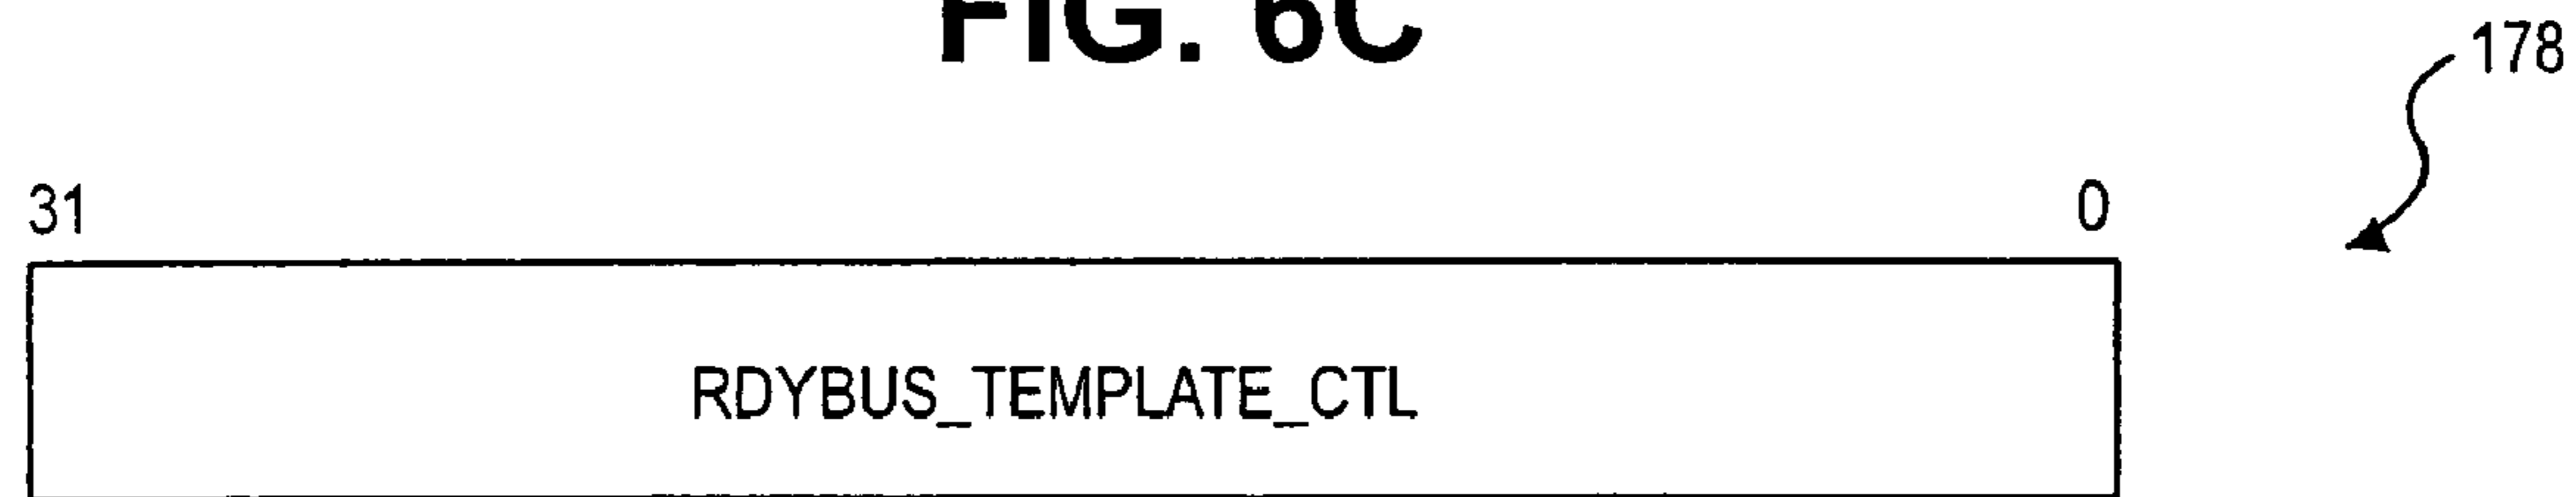 FIG. 6C
178
31 0
RDYBUS_TEMPLATE_CTL